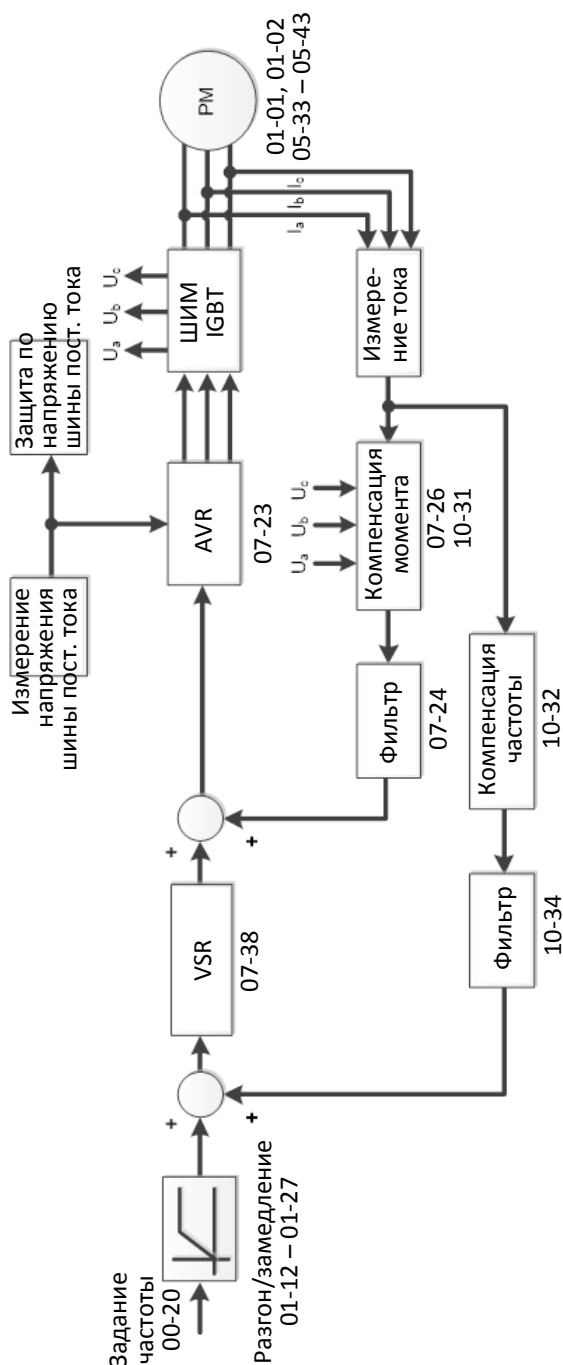 Задание
частоты
00-20
Разгон/замедление
01-12 – 01-27
+
+
VSR
07-38
+
+
Измерение
напряжения
шины пост. тока
Защита по
напряжению
шины пост. тока
AVR
07-23
ШИМ
IGBT
Ua
Ub
Uc
PM
01-01, 01-02
05-33 – 05-43
Ia
Ib
Ic
Измере-
ние тока
Ua
Ub
Uc
Компенсация
момента
07-26
10-31
Фильтр
07-24
Компенсация
частоты
10-32
Фильтр
10-34